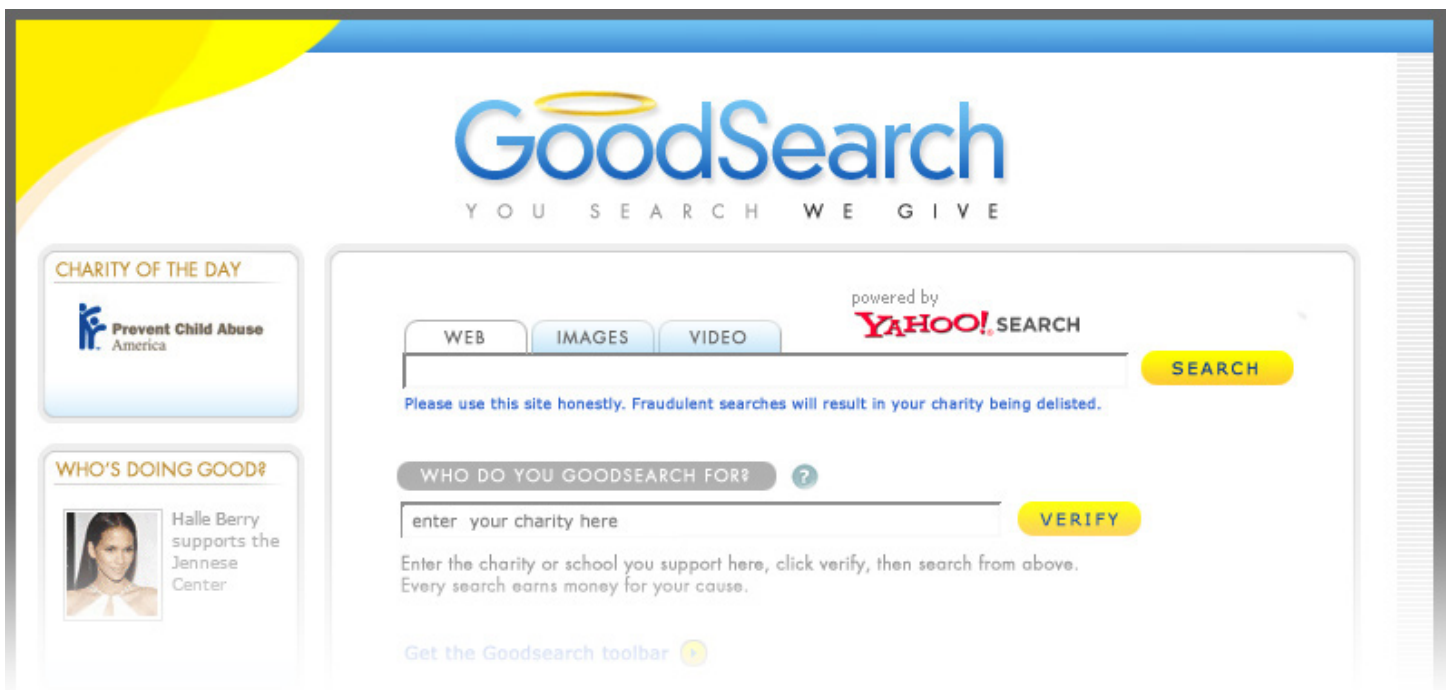 GoodSearch
YOU SEARCH WE GIVE
CHARITY OF THE DAY
Prevent Child Abuse
America
WHO'S DOING GOOD?
Halle Berry
supports the
Jennese
Center
powered by
YAHOO! SEARCH
WEB IMAGES VIDEO
SEARCH
Please use this site honestly. Fraudulent searches will result in your charity being delisted.
WHO DO YOU GOODSEARCH FOR? ?
enter your charity here
VERIFY
Enter the charity or school you support here, click verify, then search from above.
Every search earns money for your cause.
Get the Goodsearch toolbar